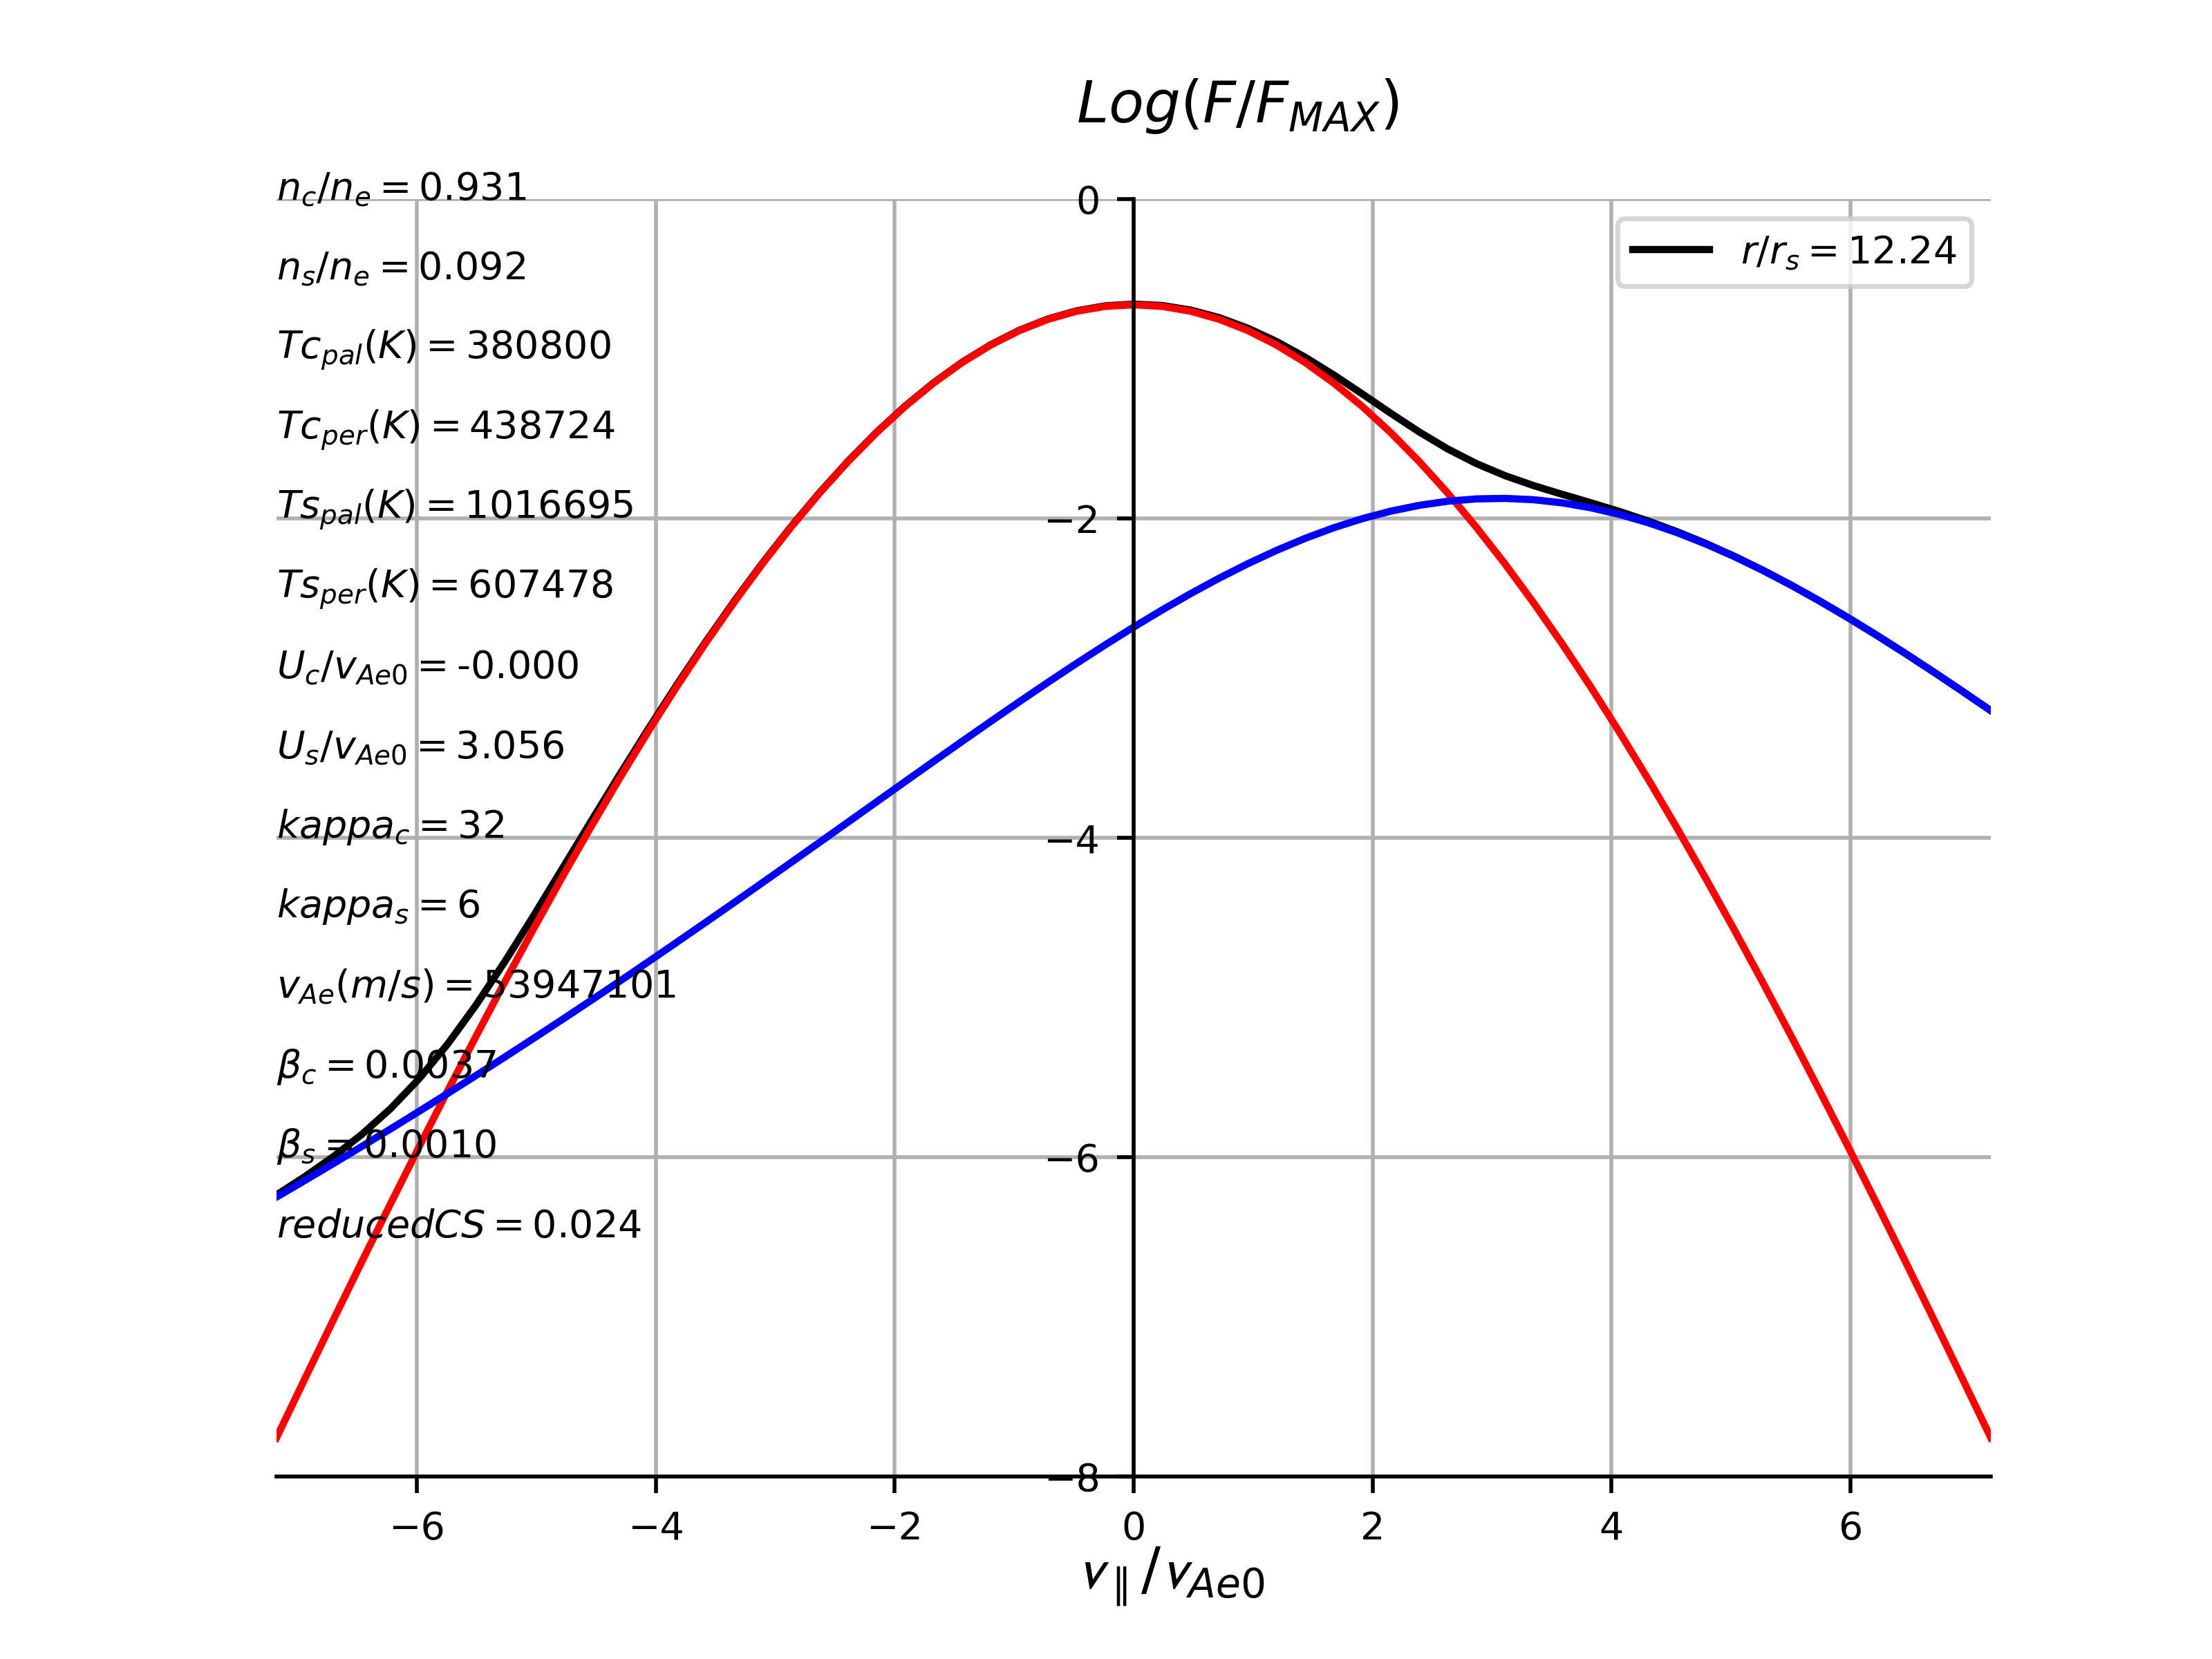 Log(F/F_MAX)
n_c/n_e = 0.931
0
r/r_s = 12.24
n_s/n_e = 0.092
Tc_pal(K) = 380800
Tc_per(K) = 438724
Ts_pal(K) = 1016695
−2
Ts_per(K) = 607478
U_c/v_Ae0 = -0.000
U_s/v_Ae0 = 3.056
kappa_c = 32
−4
kappa_s = 6
v_Ae(m/s) = 53947101
β_c = 0.0037
β_s = 0.0010
−6
reducedCS = 0.024
−8
−6 −4 −2 0 2 4 6
v_∥/v_Ae0